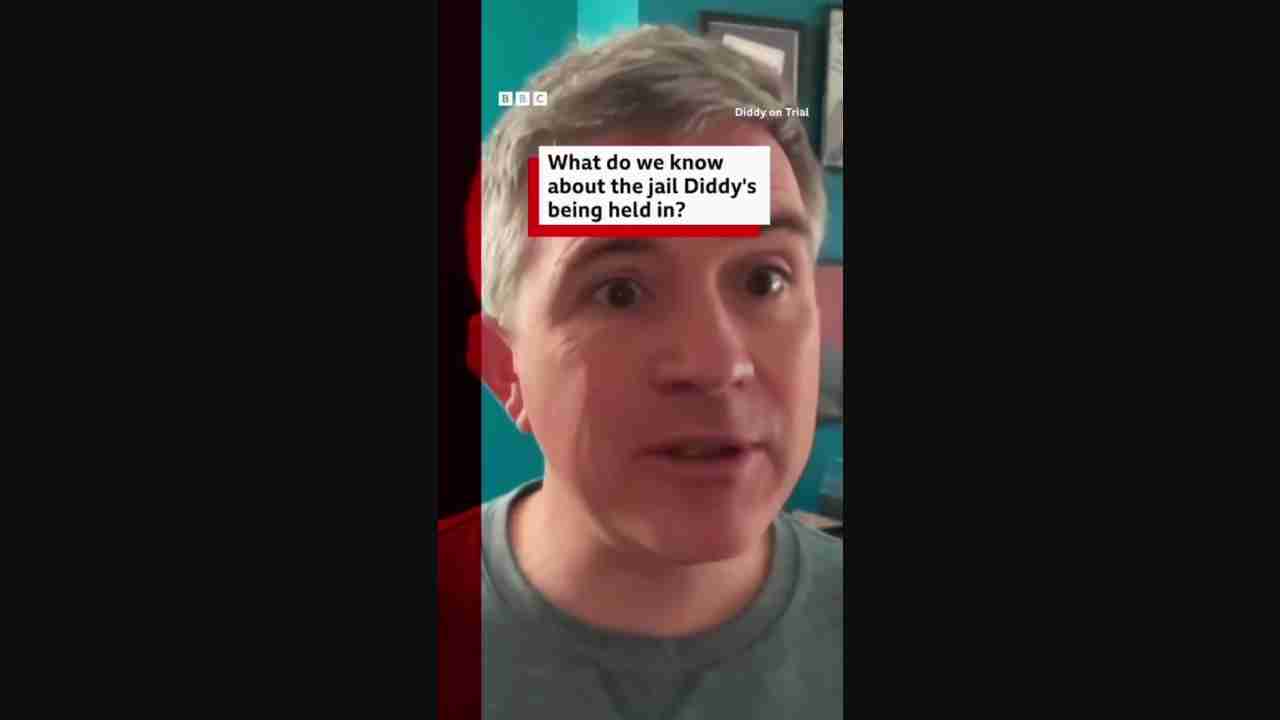 BBC
Diddy on Trial
What do we know
about the jail Diddy's
being held in?